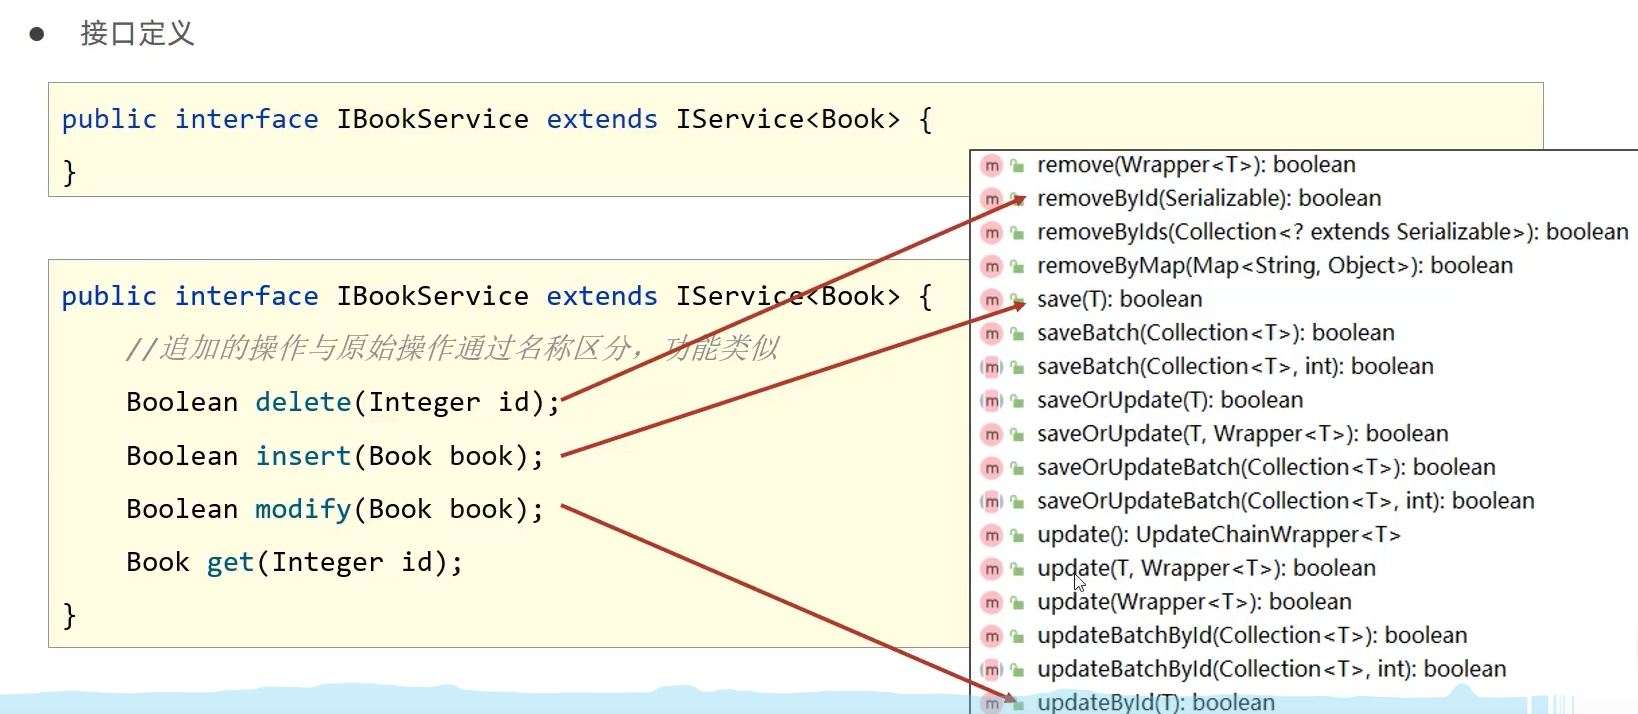 ● 接口定义
public interface IBookService extends IService<Book> {
}
public interface IBookService extends IService<Book> {
//追加的操作与原始操作通过名称区分，功能类似
Boolean delete(Integer id);
Boolean insert(Book book);
Boolean modify(Book book);
Book get(Integer id);
}
m remove(Wrapper<T>): boolean
m removeById(Serializable): boolean
m removeByIds(Collection<? extends Serializable>): boolean
m removeByMap(Map<String, Object>): boolean
m save(T): boolean
m saveBatch(Collection<T>): boolean
m saveBatch(Collection<T>, int): boolean
m saveOrUpdate(T): boolean
m saveOrUpdate(T, Wrapper<T>): boolean
m saveOrUpdateBatch(Collection<T>): boolean
m saveOrUpdateBatch(Collection<T>, int): boolean
m update(): UpdateChainWrapper<T>
m update(T, Wrapper<T>): boolean
m update(Wrapper<T>): boolean
m updateBatchById(Collection<T>): boolean
m updateBatchById(Collection<T>, int): boolean
m updateById(T): boolean